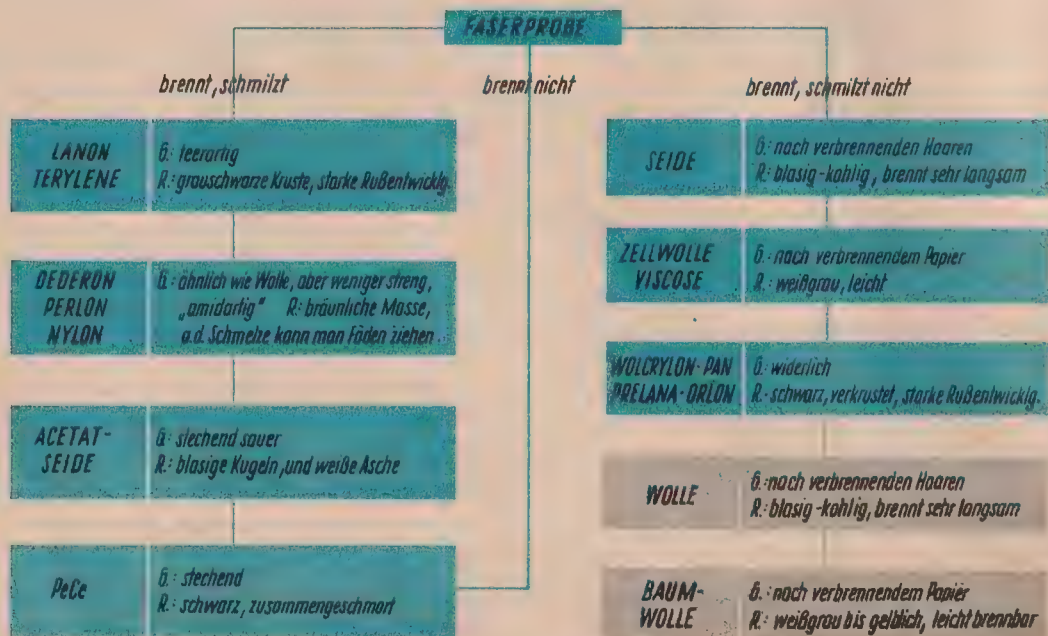 FASERPROBE
brennt, schmilzt
brennt nicht
brennt, schmilzt nicht
LANON
TERYLENE
G.: teerartig
R.: grauschwarze Kruste, starke Rußentwicklg.
DEDERON
PERLON
NYLON
G.: ähnlich wie Wolle, aber weniger streng,
„amidartig“ R.: bräunliche Masse,
a.d. Schmelze kann man Fäden ziehen
ACETAT-
SEIDE
G.: stechend sauer
R.: blasige Kugeln, und weiße Asche
PeCe
G.: stechend
R.: schwarz, zusammengeschmort
SEIDE
G.: nach verbrennenden Haaren
R.: blasig-kohlig, brennt sehr langsam
ZELLWOLLE
VISCOSE
G.: nach verbrennendem Papier
R.: weißgrau, leicht
WOLCRYLON-PAN
PRELANA-ORLON
G.: widerlich
R.: schwarz, verkrustet, starke Rußentwicklg.
WOLLE
G.: nach verbrennenden Haaren
R.: blasig-kohlig, brennt sehr langsam
BAUM-
WOLLE
G.: nach verbrennendem Papier
R.: weißgrau bis gelblich, leicht brennbar